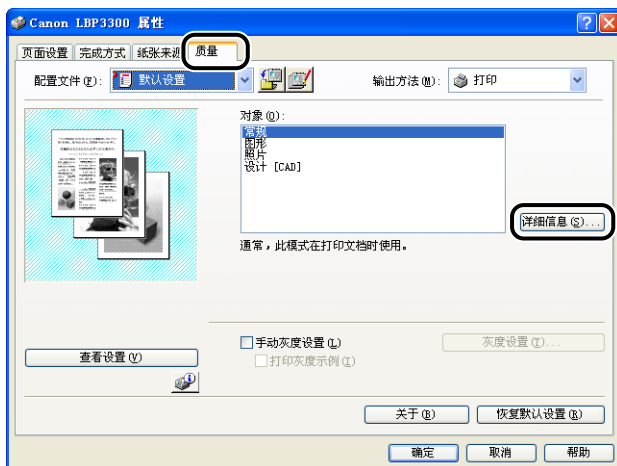 Canon LBP3300 属性
页面设置 完成方式 纸张来源 质量
配置文件(F): 默认设置 输出方法(M): 打印
对象(O):
常规
图形
照片
设计 [CAD]
详细信息(S)...
通常，此模式在打印文档时使用。
手动灰度设置(L) 灰度设置(T)...
打印灰度示例(I)
查看设置(V)
关于(B) 恢复默认设置(R)
确定 取消 帮助